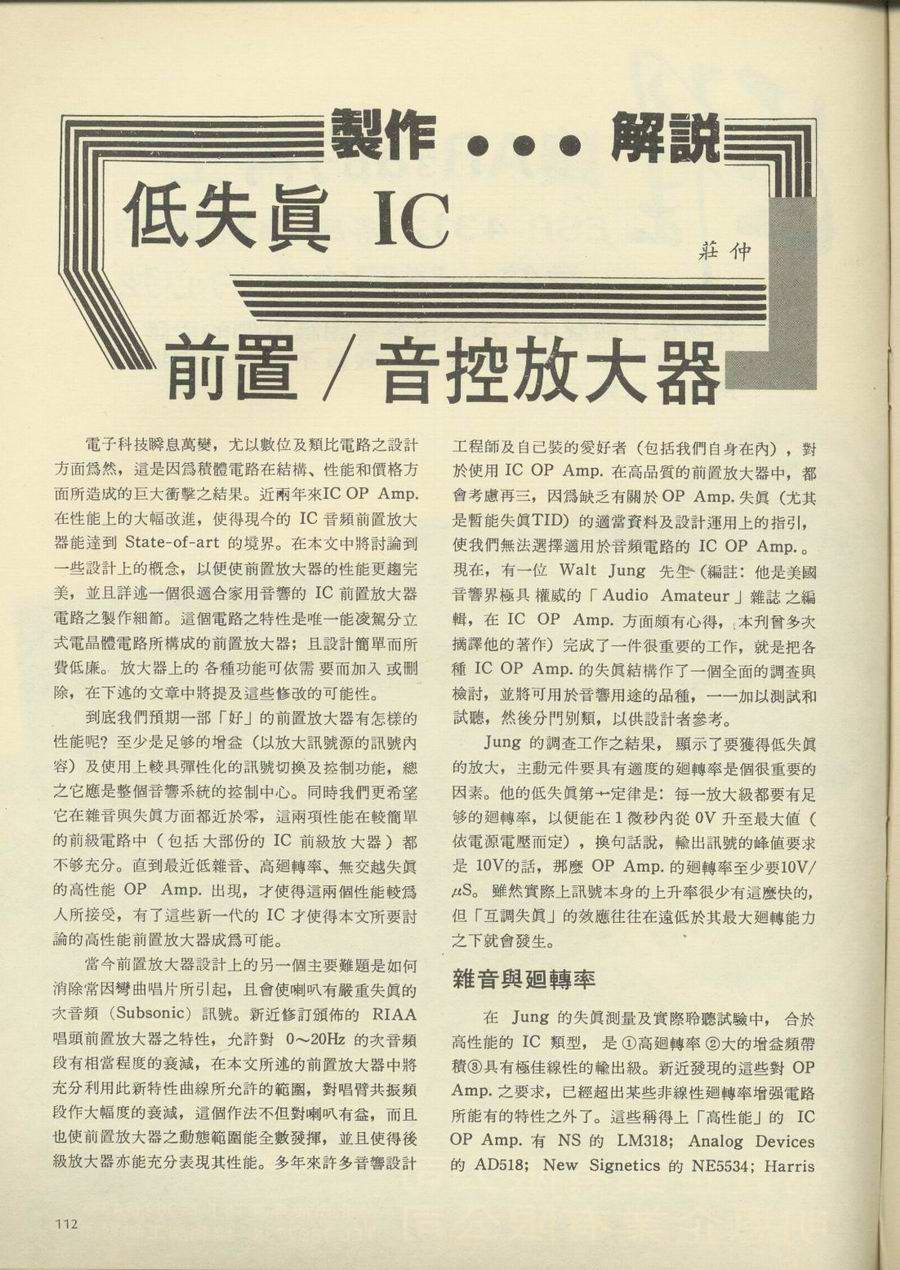 製作 ••• 解説
低失眞 IC
莊 仲
前置 / 音控放大器
電子科技瞬息萬變，尤以數位及類比電路之設計
方面爲然，這是因爲積體電路在結構、性能和價格方
面所造成的巨大衝擊之結果。近兩年來IC OP Amp.
在性能上的大幅改進，使得現今的 IC 音頻前置放大
器能達到 State-of-art 的境界。在本文中將討論到
一些設計上的概念，以便使前置放大器的性能更趨完
美，並且詳述一個很適合家用音響的 IC 前置放大器
電路之製作細節。這個電路之特性是唯一能凌駕分立
式電晶體電路所構成的前置放大器；且設計簡單而所
費低廉。放大器上的 各種功能可依需 要而加入 或刪
除，在下述的文章中將提及這些修改的可能性。
到底我們預期一部「好」的前置放大器有怎樣的
性能呢？至少是足够的增益（以放大訊號源的訊號內
容）及使用上較具彈性化的訊號切換及控制功能，總
之它應是整個音響系統的控制中心。同時我們更希望
它在雜音與失眞方面都近於零，這兩項性能在較簡單
的前級電路中（包括 大部份的 IC 前級放 大器）都
不够充分。直到最近低雜音、高廻轉率、無交越失眞
的高性能 OP Amp. 出現，才使得這兩個性能較爲
人所接受，有了這些新一代的 IC 才使得本文所要討
論的高性能前置放大器成爲可能。
當今前置放大器設計上的另一個主要難題是如何
消除常因彎曲唱片所引起，且會使喇叭有嚴重失眞的
次音頻（Subsonic）訊號。新近修訂頒佈的 RIAA
唱頭前置放大器之特性，允許對 0～20Hz 的次音頻
段有相當程度的衰減，在本文所述的前置放大器中將
充分利用此新特性曲線所允許的範圍，對唱臂共振頻
段作大幅度的衰減，這個作法不但對喇叭有益，而且
也使前置放大器之動態範圍能全數發揮，並且使得後
級放大器亦能充分表現其性能。多年來許多音響設計
工程師及自己裝的愛好者（包括我們自身在內），對
於使用 IC OP Amp. 在高品質的前置放大器中，都
會考慮再三，因爲缺乏有關於 OP Amp. 失眞（尤其
是暫能失眞TID）的適當資料及設計運用上的指引，
使我們無法選擇適用於音頻電路的 IC OP Amp.。
現在，有一位 Walt Jung 先生（編註：他是美國
音響界極具 權威的「Audio Amateur」雜誌 之編
輯，在 IC OP Amp. 方面頗有心得，本刋曾多次
摘譯他的著作）完成了一件很重要的工作，就是把各
種 IC OP Amp. 的失眞結構作了一個全面的調查與
檢討，並將可用於音響用途的品種，一一加以測試和
試聽，然後分門別類，以供設計者參考。
Jung 的調查工作之結果，顯示了要獲得低失眞
的放大，主動元件要具有適度的廻轉率是個很重要的
因素。他的低失眞第一定律是：每一放大級都要有足
够的廻轉率，以便能在 1 微秒內從 0V 升至最大値（
依電源電壓而定），換句話說，輸出訊號的峰値要求
是 10V的話，那麼 OP Amp. 的廻轉率至少要10V/
μS。雖然實際上訊號本身的上升率很少有這麼快的，
但「互調失眞」的效應往往在遠低於其最大廻轉能力
之下就會發生。
雜音與廻轉率
在 Jung 的失眞測量及實際聆聽試驗中，合於
高性能的 IC 類型，是 ①高廻轉率 ②大的增益頻帶
積③具有極佳線性的輸出級。新近發現的這些對 OP
Amp. 之要求，已經超出某些非線性廻轉率增强電路
所能有的特性之外了。這些稱得上「高性能」的 IC
OP Amp. 有 NS 的 LM318；Analog Devices
的 AD518；New Signetics 的 NE5534；Harris
112